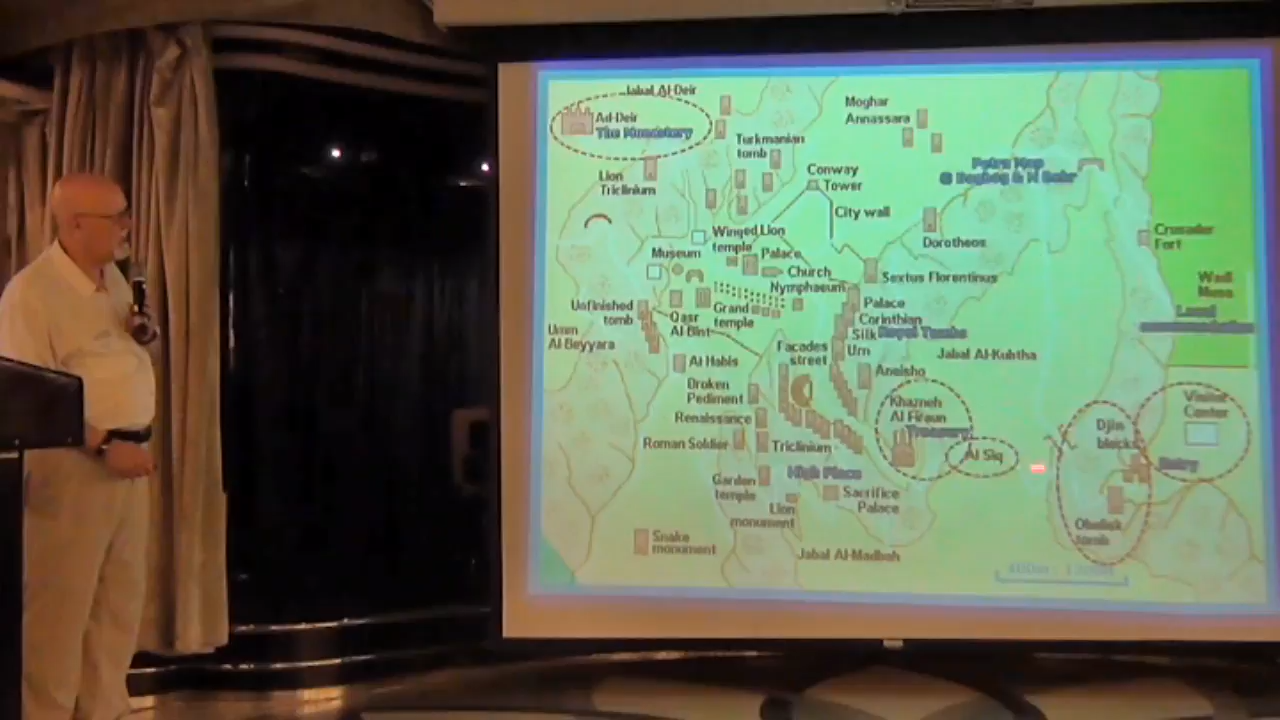 Jabal Al-Deir
Ad-Deir
The Monastery
Moghar
Annassara
Turkmanian
tomb
Lion
Triclinium
Conway
Tower
Petra Map
City wall
Dorotheos
Crusader
Fort
Winged Lion
temple
Museum
Palace
Church
Nymphaeum
Sextus Florentinus
Wadi
Musa
Unfinished
tomb
Qasr
Al Bint
Grand
temple
Palace
Corinthian
Silk
Royal Tombs
Urn
Local
accommodation
Umm
Al-Beyyara
Facades
street
Jabal Al-Kubtha
Al Habis
Aneisho
Broken
Pediment
Khazneh
Al Firaun
Treasury
Visitor
Center
Renaissance
Djin
blocks
Roman Soldier
Triclinium
Al Siq
Entry
High Place
Garden
temple
Sacrifice
Palace
Lion
monument
Obelisk
tomb
Snake
monument
Jabal Al-Madbah